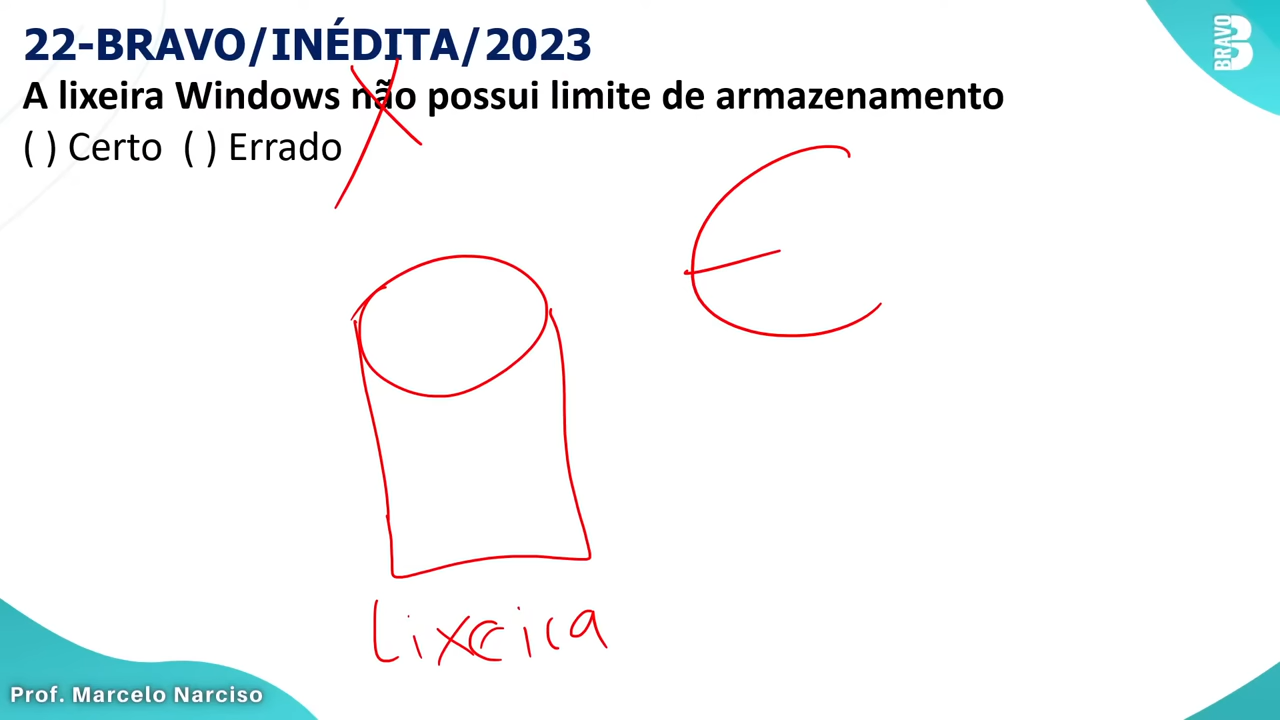 22-BRAVO/INÉDITA/2023
BRAVO
A lixeira Windows não possui limite de armazenamento
( ) Certo ( ) Errado
E
Lixeira
Prof. Marcelo Narciso